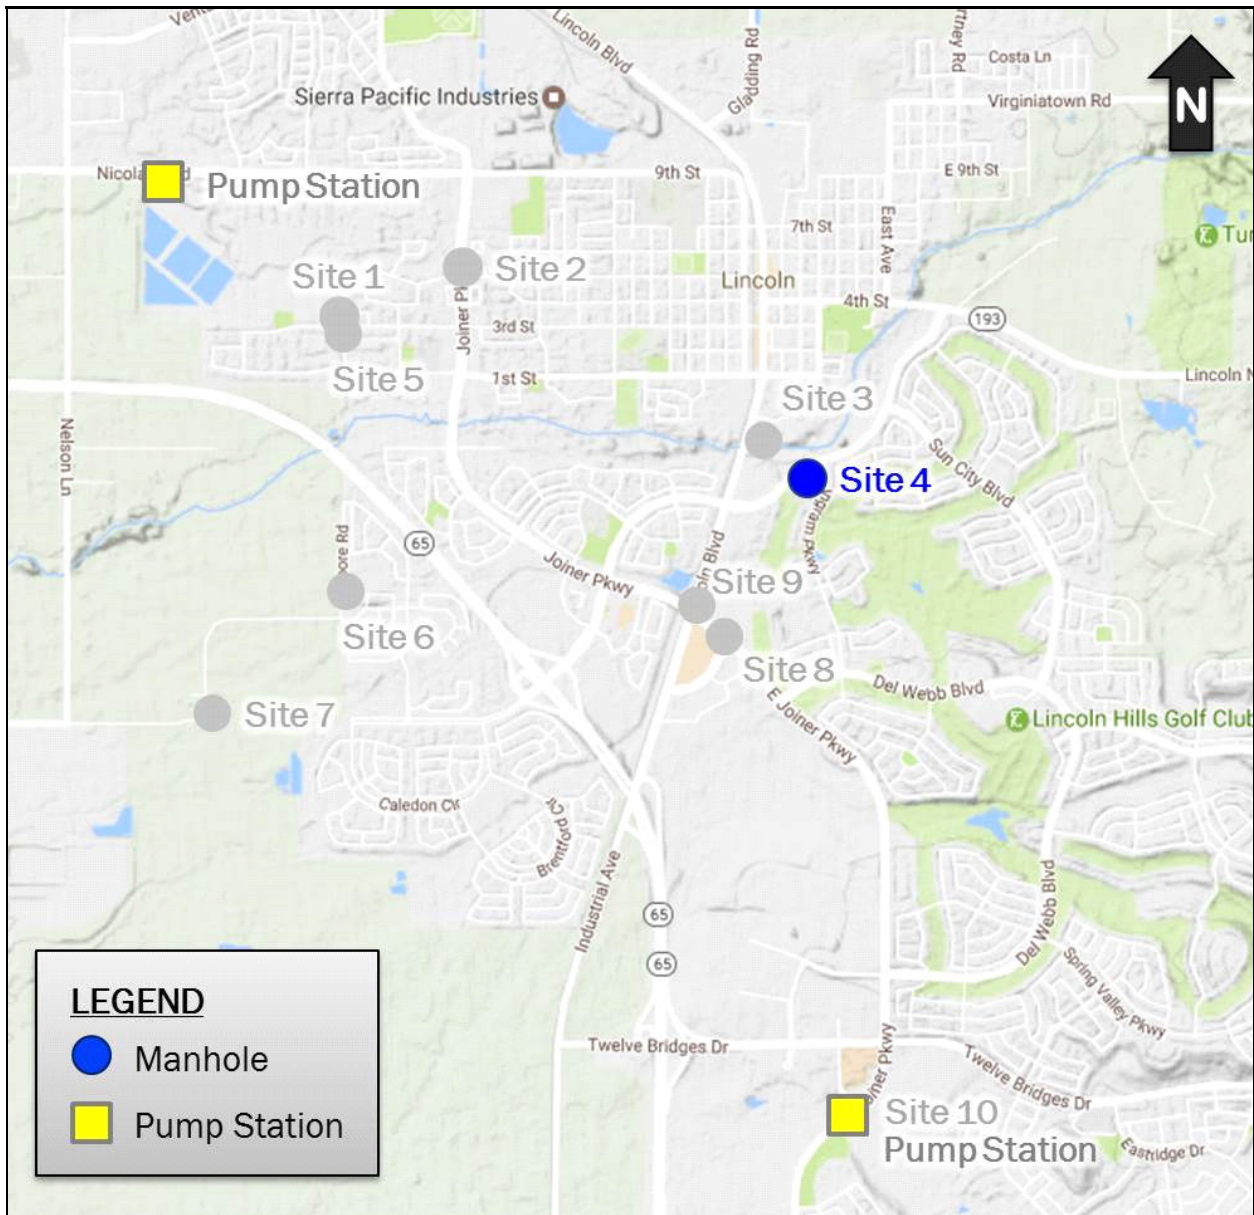 Lincoln Blvd
Gladding Rd
Costa Ln
Sierra Pacific Industries
Virginiatown Rd
N
Pump Station
9th St
E 9th St
7th St
East Ave
Site 1
Site 2
Lincoln
4th St
193
3rd St
Site 5
1st St
Site 3
Nelson Ln
Sun City Blvd
Site 4
65
Joiner Pkwy
Site 9
Site 6
Site 8
Del Webb Blvd
Site 7
E Joiner Pkwy
Lincoln Hills Golf Club
Caledon Cir
Brentford Cir
Industrial Ave
65
Del Webb Blvd
65
Spring Valley Pkwy
LEGEND
Manhole
Pump Station
Twelve Bridges Dr
Twelve Bridges Dr
Site 10
Pump Station
Eastridge Dr